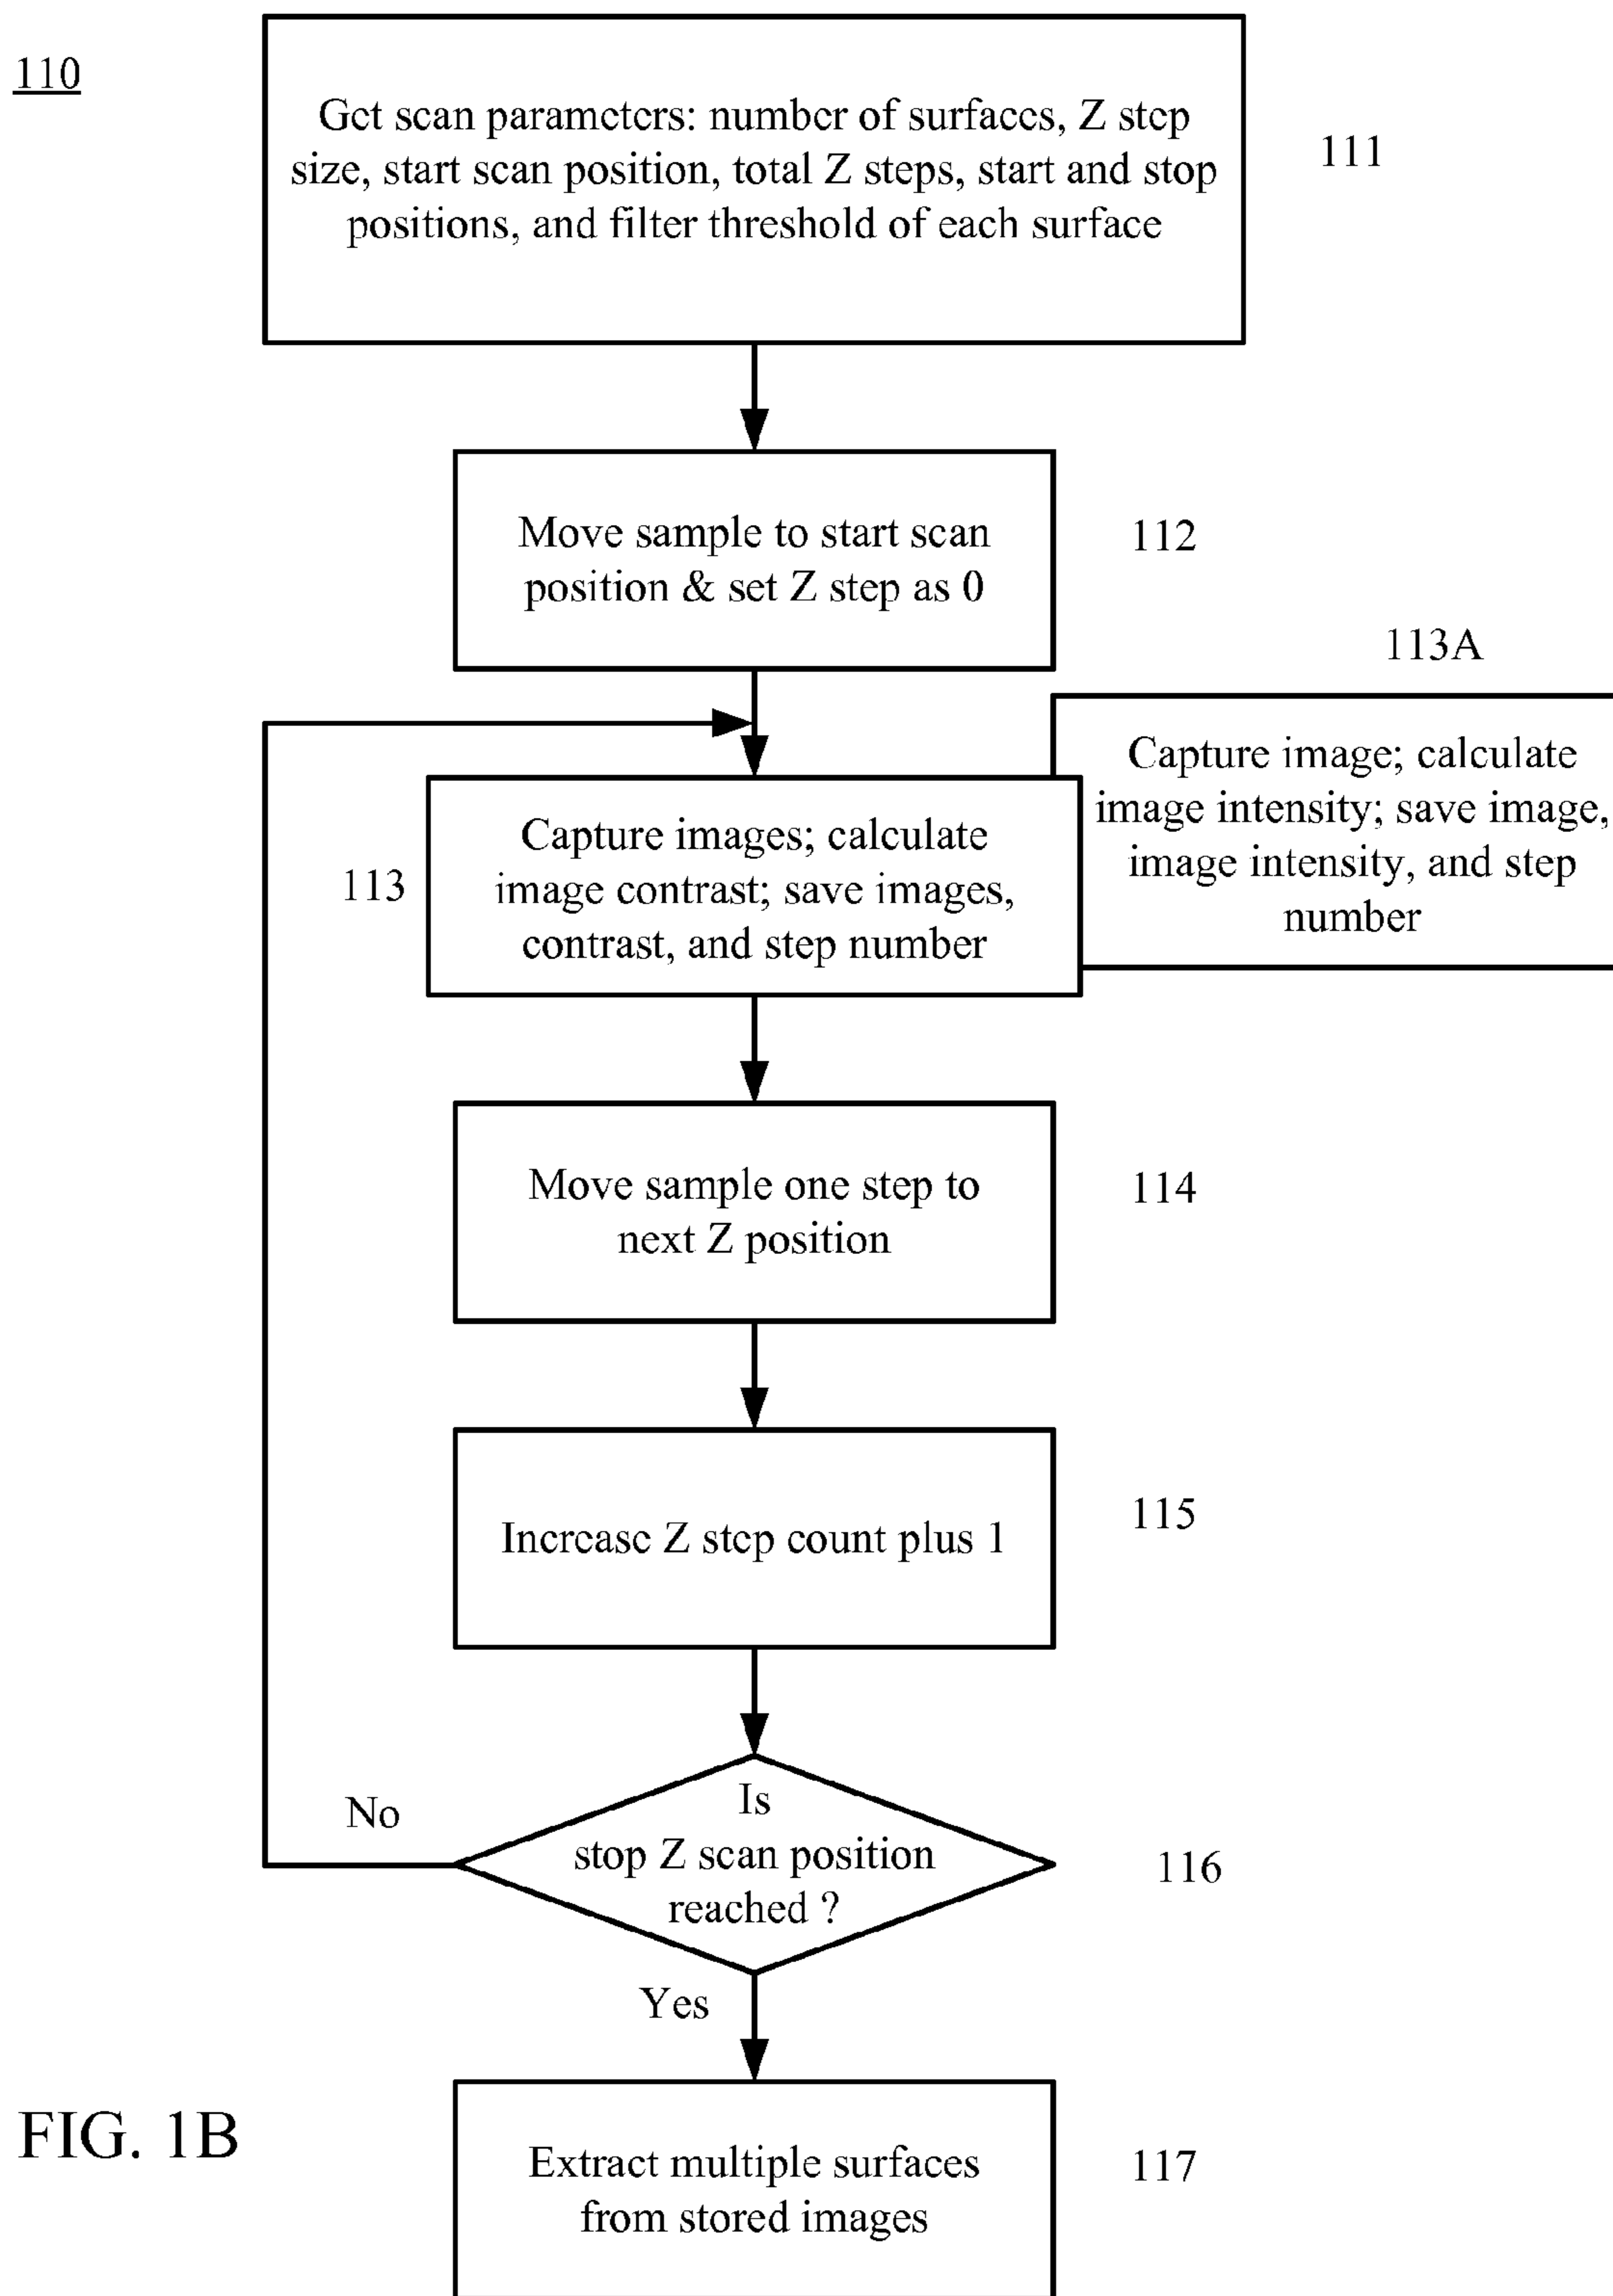 110
Get scan parameters: number of surfaces, Z step
size, start scan position, total Z steps, start and stop
positions, and filter threshold of each surface
111
Move sample to start scan
position & set Z step as 0
112
113A
Capture image; calculate
image intensity; save image,
image intensity, and step
number
Capture images; calculate
image contrast; save images,
contrast, and step number
113
Move sample one step to
next Z position
114
Increase Z step count plus 1
115
Is
stop Z scan position
reached ?
116
No
Yes
Extract multiple surfaces
from stored images
117
FIG. 1B